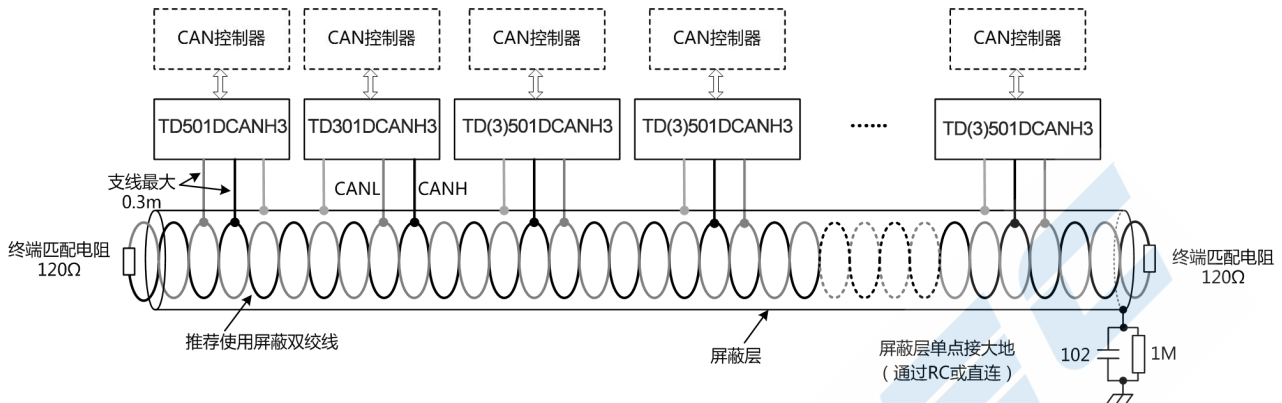 CAN控制器
CAN控制器
CAN控制器
CAN控制器
CAN控制器
TD501DCANH3
TD301DCANH3
TD(3)501DCANH3
TD(3)501DCANH3
······
TD(3)501DCANH3
支线最大
0.3m
CANL
CANH
终端匹配电阻
120Ω
终端匹配电阻
120Ω
推荐使用屏蔽双绞线
屏蔽层
屏蔽层单点接大地
（通过RC或直连）
102
1M